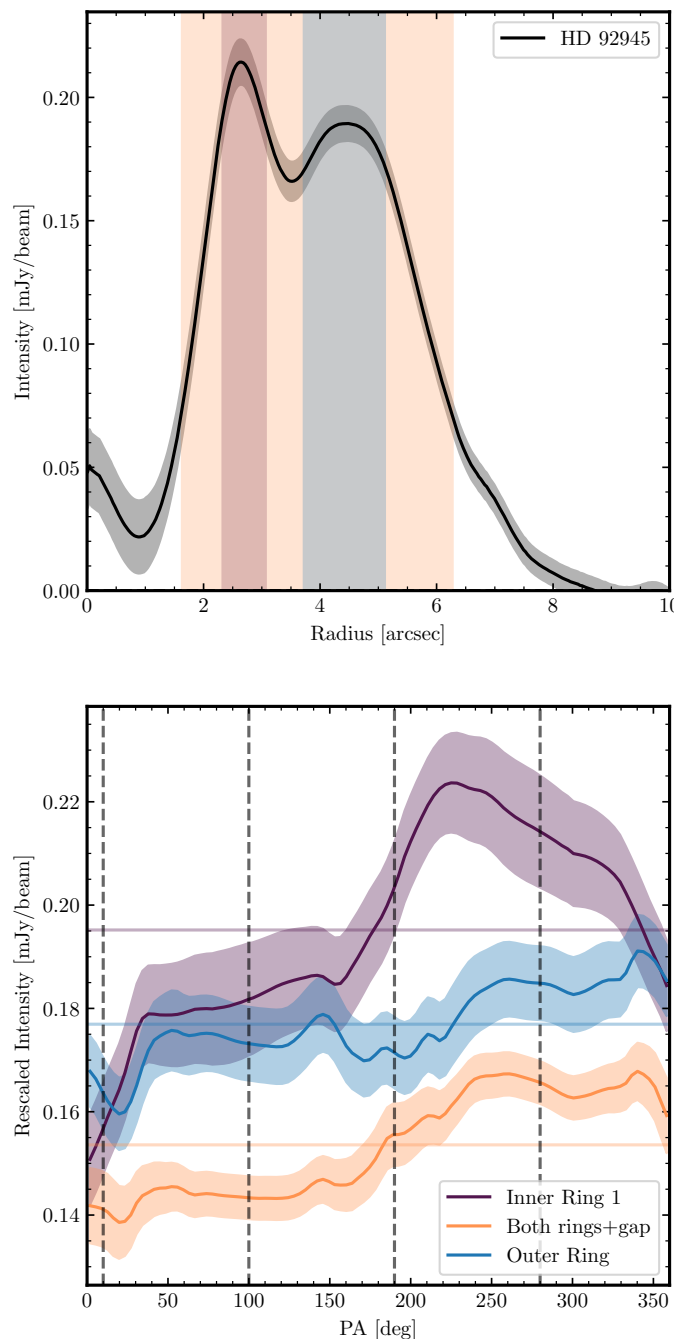 HD 92945
0.20
0.15
0.10
0.05
0.00
Intensity [mJy/beam]
0 2 4 6 8 10
Radius [arcsec]
0.22
0.20
0.18
0.16
0.14
Rescaled Intensity [mJy/beam]
Inner Ring 1
Both rings+gap
Outer Ring
0 50 100 150 200 250 300 350
PA [deg]